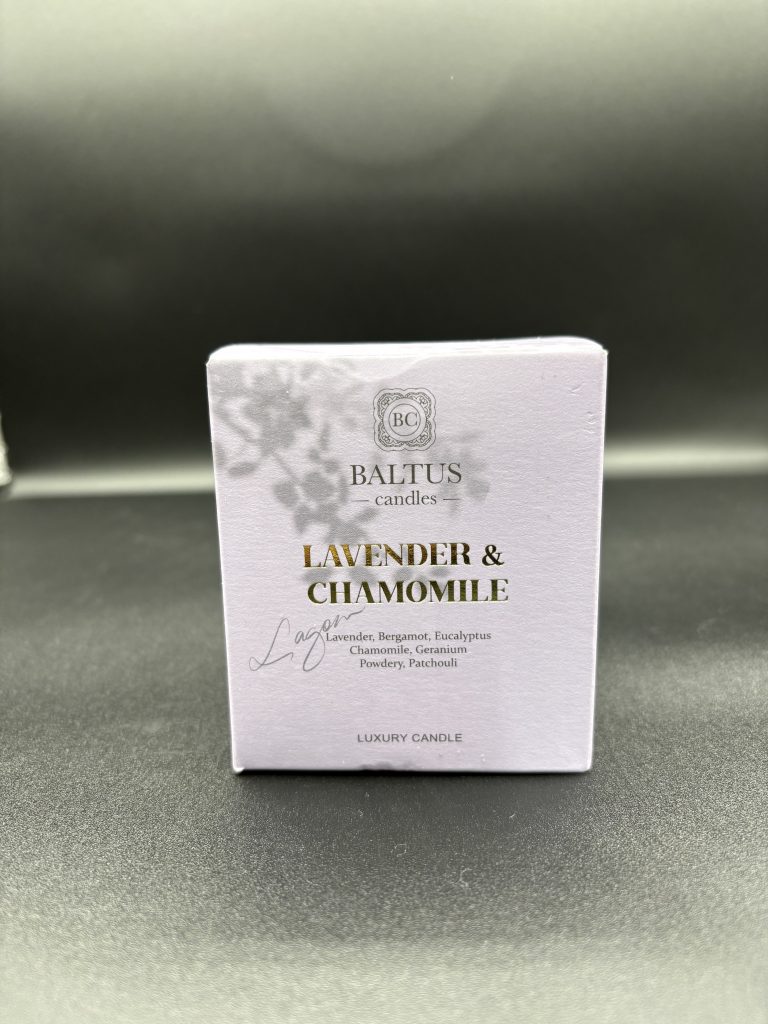 BC
BALTUS
— candles —
LAVENDER &
CHAMOMILE
Lagom
Lavender, Bergamot, Eucalyptus
Chamomile, Geranium
Powdery, Patchouli
LUXURY CANDLE